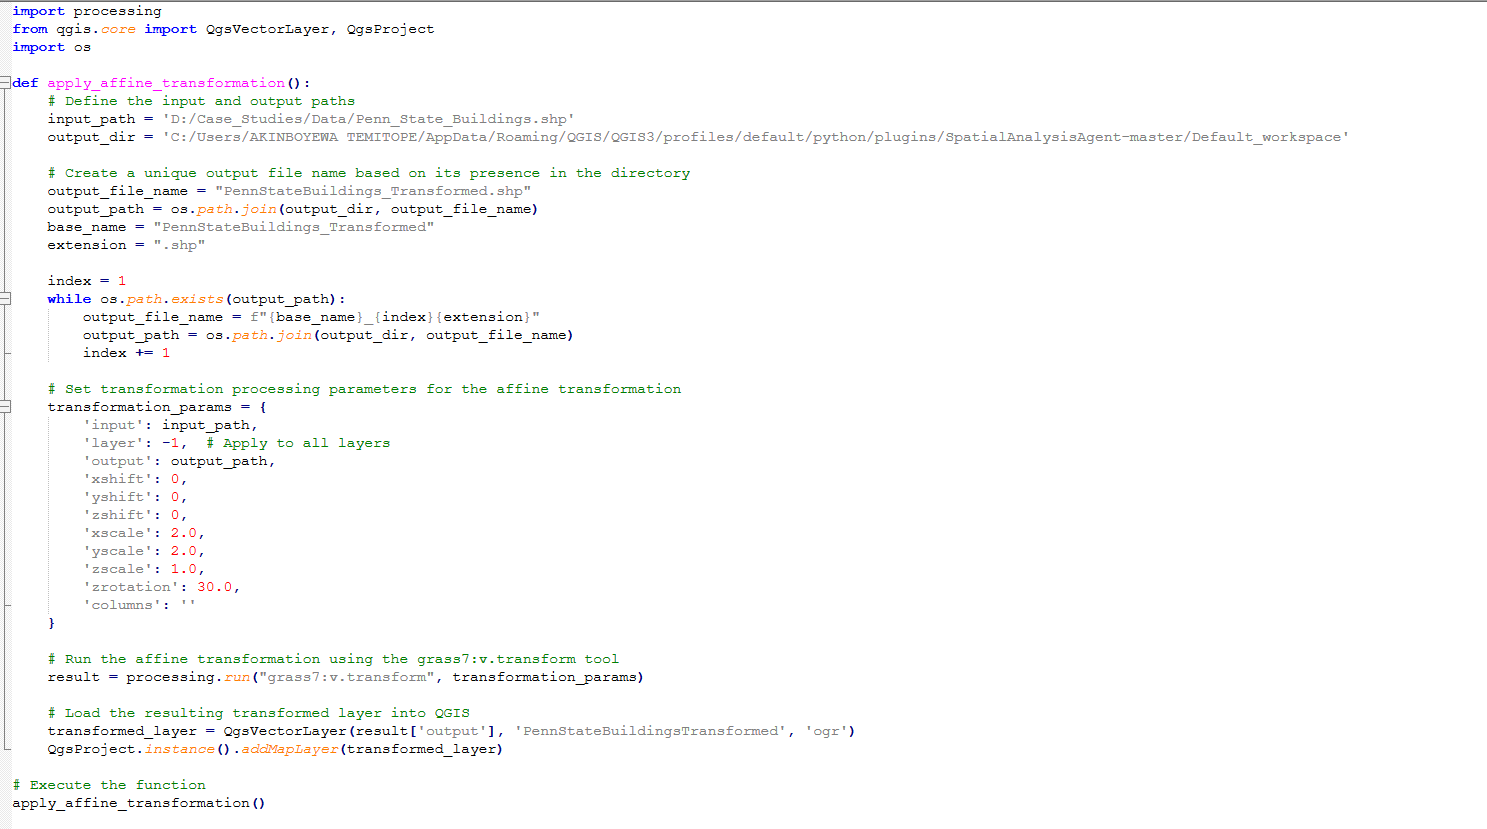 import processing
from qgis.core import QgsVectorLayer, QgsProject
import os
def apply_affine_transformation():
    # Define the input and output paths
    input_path = 'D:/Case_Studies/Data/Penn_State_Buildings.shp'
    output_dir = 'C:/Users/AKINBOYEWA TEMITOPE/AppData/Roaming/QGIS/QGIS3/profiles/default/python/plugins/SpatialAnalysisAgent-master/Default_workspace'
    # Create a unique output file name based on its presence in the directory
    output_file_name = "PennStateBuildings_Transformed.shp"
    output_path = os.path.join(output_dir, output_file_name)
    base_name = "PennStateBuildings_Transformed"
    extension = ".shp"
    index = 1
    while os.path.exists(output_path):
        output_file_name = f"{base_name}_{index}{extension}"
        output_path = os.path.join(output_dir, output_file_name)
        index += 1
    # Set transformation processing parameters for the affine transformation
    transformation_params = {
        'input': input_path,
        'layer': -1,  # Apply to all layers
        'output': output_path,
        'xshift': 0,
        'yshift': 0,
        'zshift': 0,
        'xscale': 2.0,
        'yscale': 2.0,
        'zscale': 1.0,
        'zrotation': 30.0,
        'columns': ''
    }
    # Run the affine transformation using the grass7:v.transform tool
    result = processing.run("grass7:v.transform", transformation_params)
    # Load the resulting transformed layer into QGIS
    transformed_layer = QgsVectorLayer(result['output'], 'PennStateBuildingsTransformed', 'ogr')
    QgsProject.instance().addMapLayer(transformed_layer)
# Execute the function
apply_affine_transformation()